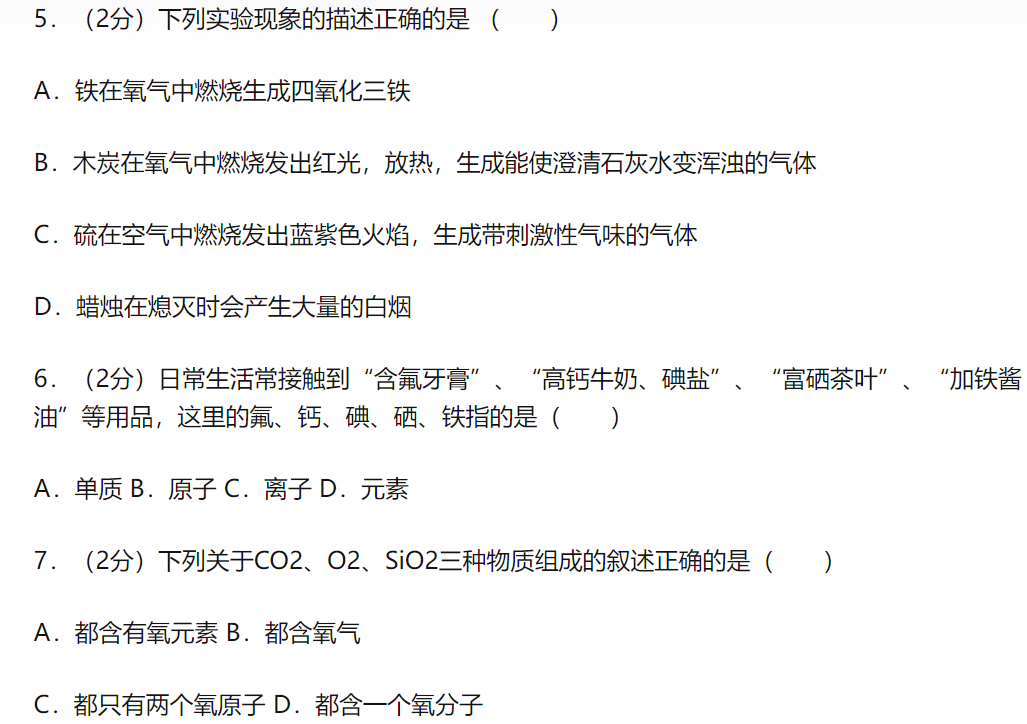 5．（2分）下列实验现象的描述正确的是 （　　）
A．铁在氧气中燃烧生成四氧化三铁
B．木炭在氧气中燃烧发出红光，放热，生成能使澄清石灰水变浑浊的气体
C．硫在空气中燃烧发出蓝紫色火焰，生成带刺激性气味的气体
D．蜡烛在熄灭时会产生大量的白烟
6．（2分）日常生活常接触到“含氟牙膏”、“高钙牛奶、碘盐”、“富硒茶叶”、“加铁酱
油”等用品，这里的氟、钙、碘、硒、铁指的是（　　）
A．单质 B．原子 C．离子 D．元素
7．（2分）下列关于CO2、O2、SiO2三种物质组成的叙述正确的是（　　）
A．都含有氧元素 B．都含氧气
C．都只有两个氧原子 D．都含一个氧分子